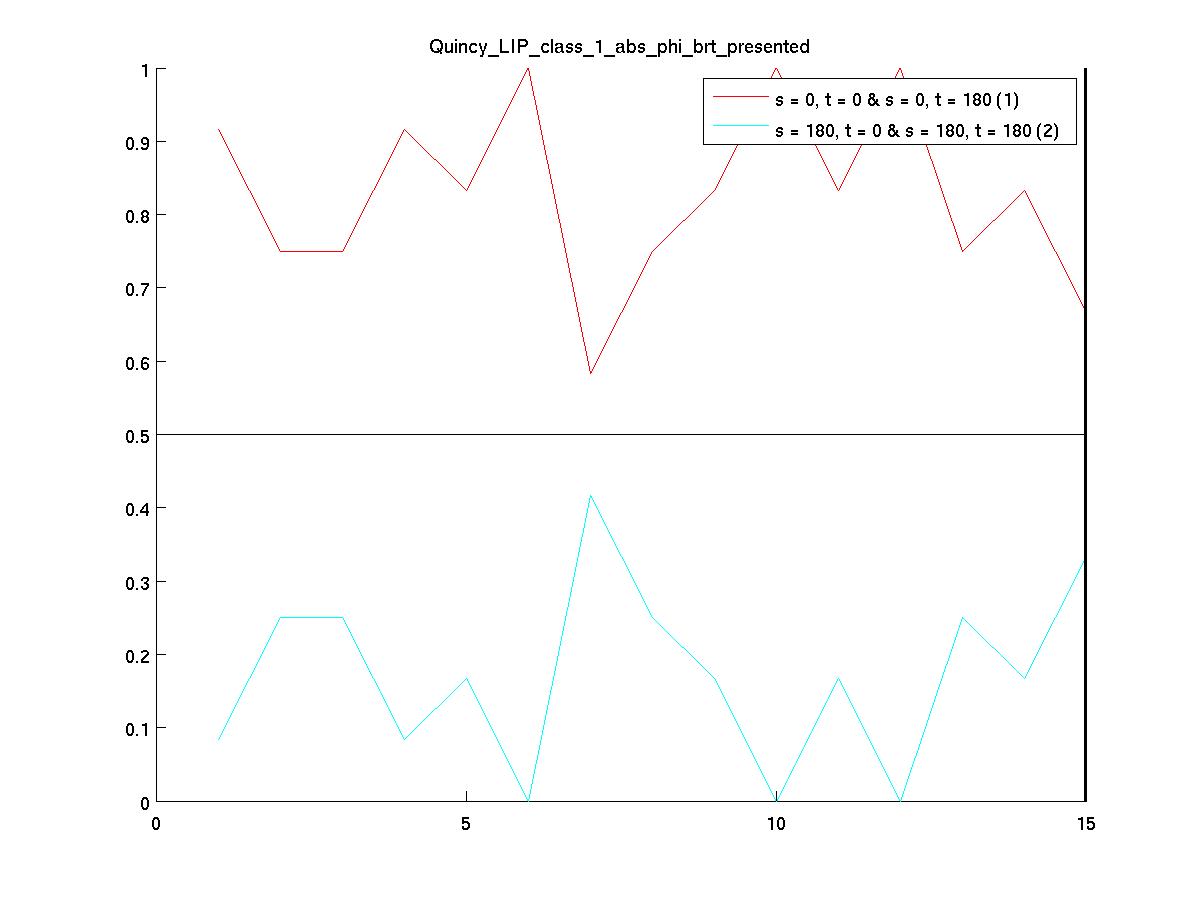 Quincy_LIP_class_1_abs_phi_brt_presented
s = 0, t = 0 & s = 0, t = 180 (1)
s = 180, t = 0 & s = 180, t = 180 (2)
1
0.9
0.8
0.7
0.6
0.5
0.4
0.3
0.2
0.1
0
0 5 10 15